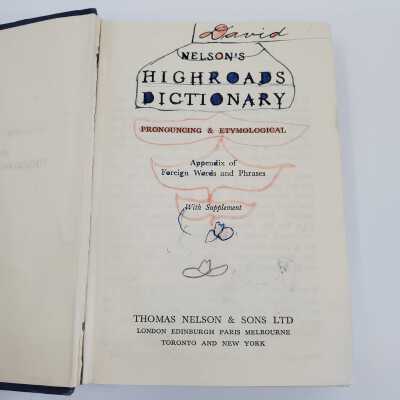 David
NELSON'S
HIGHROADS
DICTIONARY
PRONOUNCING & ETYMOLOGICAL
Appendix of
Foreign Words and Phrases
With Supplement
THOMAS NELSON & SONS LTD
LONDON EDINBURGH PARIS MELBOURNE
TORONTO AND NEW YORK